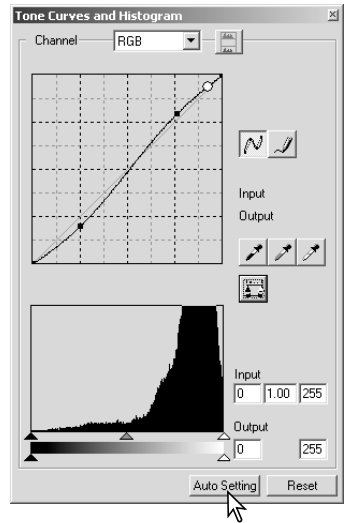 Tone Curves and Histogram
Channel RGB
Input
Output
Input
0 1.00 255
Output
0 255
Auto Setting Reset